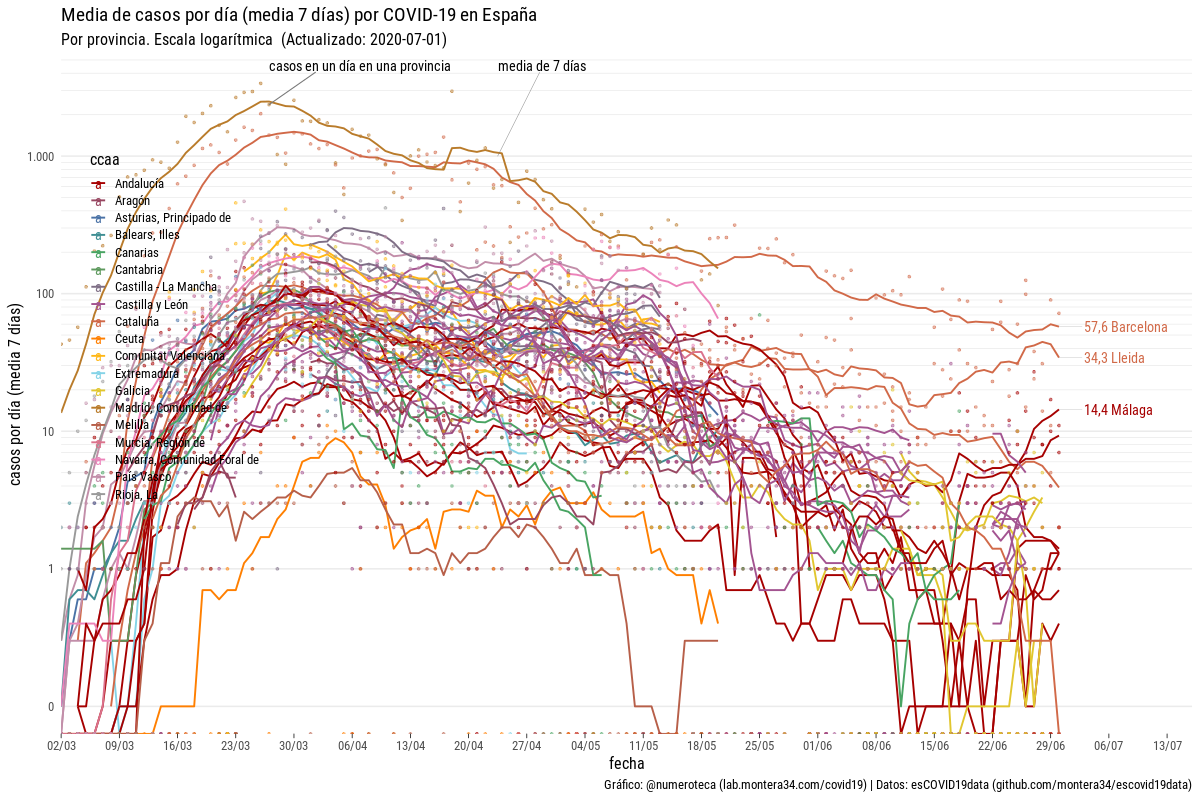 Media de casos por día (media 7 días) por COVID-19 en España
Por provincia. Escala logarítmica (Actualizado: 2020-07-01)
casos en un día en una provincia
media de 7 días
1.000
100
10
1
0
casos por día (media 7 días)
ccaa
Andalucía
Aragón
Asturias, Principado de
Balears, Illes
Canarias
Cantabria
Castilla - La Mancha
Castilla y León
Cataluña
Ceuta
Comunitat Valenciana
Extremadura
Galicia
Madrid, Comunidad de
Melilla
Murcia, Región de
Navarra, Comunidad Foral de
País Vasco
Rioja, La
57,6 Barcelona
34,3 Lleida
14,4 Málaga
02/03 09/03 16/03 23/03 30/03 06/04 13/04 20/04 27/04 04/05 11/05 18/05 25/05 01/06 08/06 15/06 22/06 29/06 06/07 13/07
fecha
Gráfico: @numeroteca (lab.montera34.com/covid19) | Datos: esCOVID19data (github.com/montera34/escovid19data)